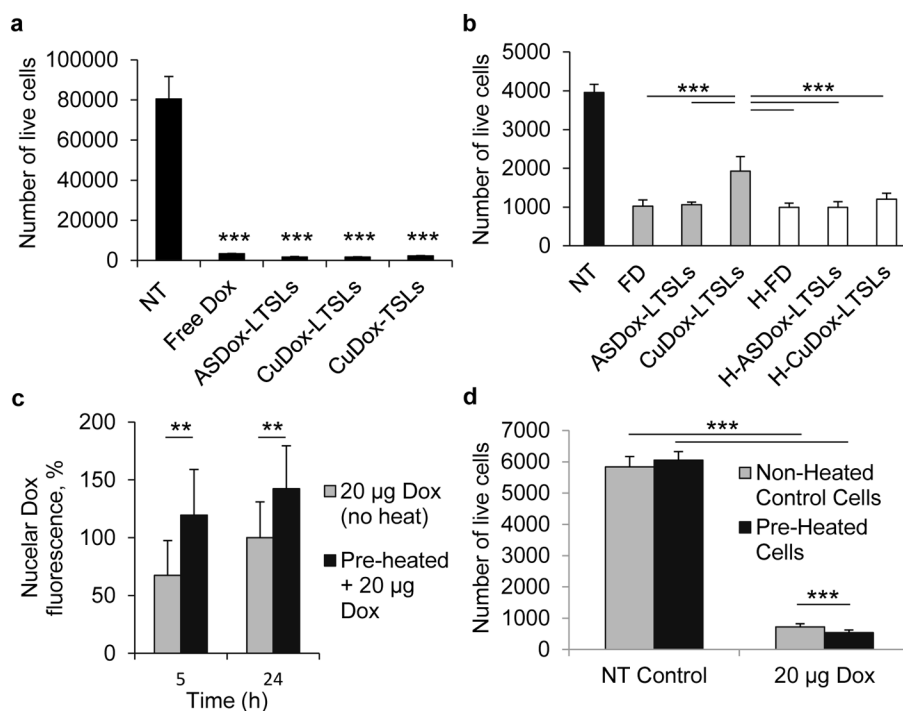 a
Number of live cells
100000
80000
60000
40000
20000
0
***
***
***
***
NT
Free Dox
ASDox-LTSLs
CuDox-LTSLs
CuDox-TSLs
b
Number of live cells
5000
4000
3000
2000
1000
0
***
***
NT
FD
ASDox-LTSLs
CuDox-LTSLs
H-FD
H-ASDox-LTSLs
H-CuDox-LTSLs
c
Nucelar Dox
fluorescence, %
200
150
100
50
0
**
**
5
24
Time (h)
20 µg Dox
(no heat)
Pre-heated
+ 20 µg
Dox
d
Number of live cells
7000
6000
5000
4000
3000
2000
1000
0
***
***
Non-Heated
Control Cells
Pre-Heated
Cells
NT Control
20 µg Dox